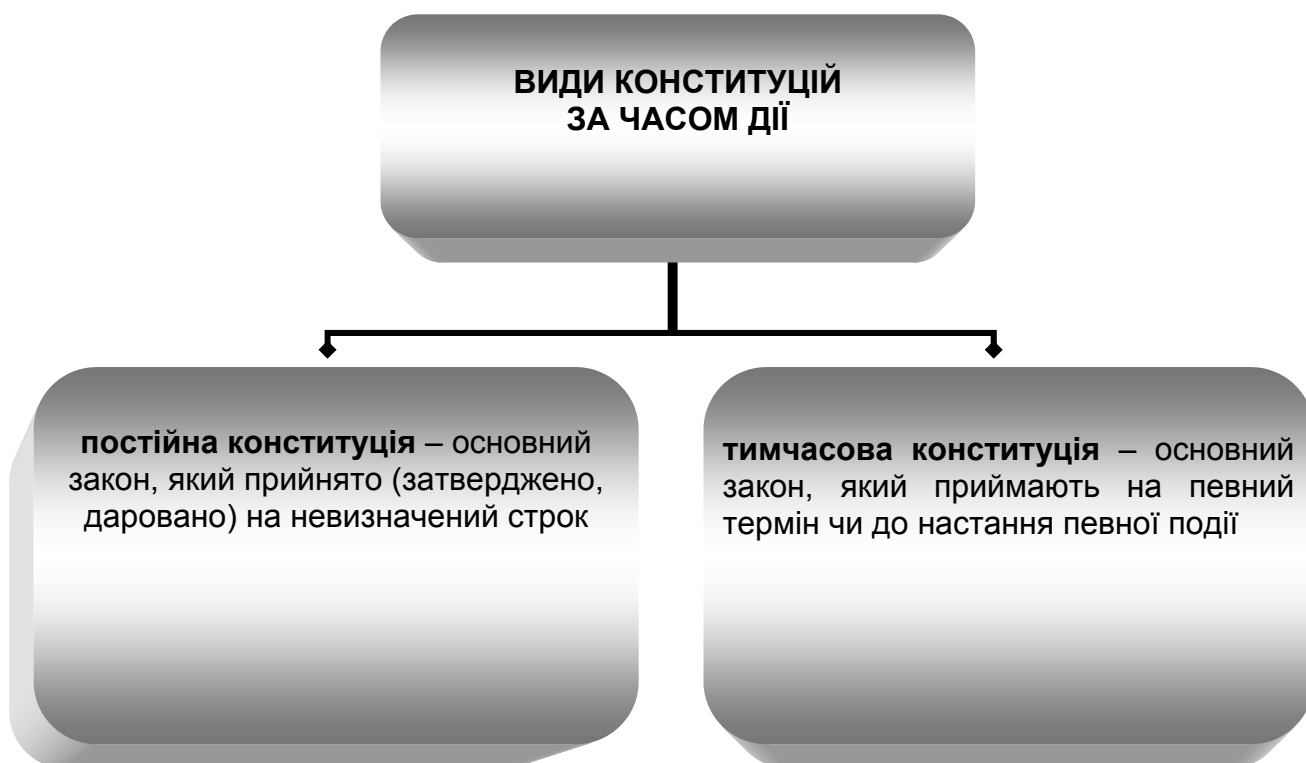 ВИДИ КОНСТИТУЦІЙ
ЗА ЧАСОМ ДІЇ
постійна конституція – основний
закон, який прийнято (затверджено,
даровано) на невизначений строк
тимчасова конституція – основний
закон, який приймають на певний
термін чи до настання певної події